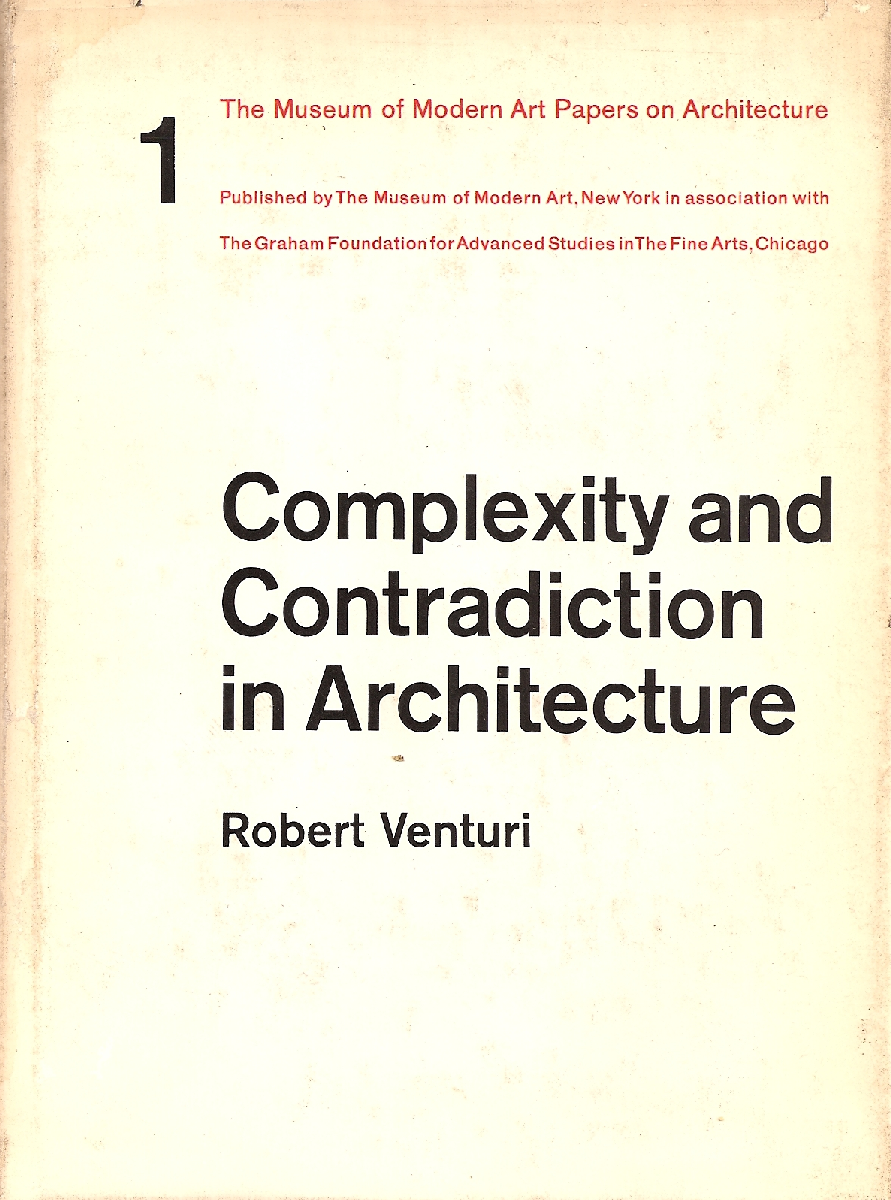 1
The Museum of Modern Art Papers on Architecture
Published by The Museum of Modern Art, New York in association with
The Graham Foundation for Advanced Studies in The Fine Arts, Chicago
Complexity and
Contradiction
in Architecture
Robert Venturi